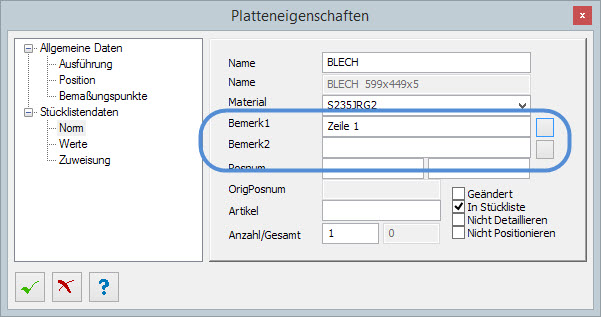 Platteneigenschaften
x
Allgemeine Daten
Ausführung
Position
Bemaßungspunkte
Stücklistendaten
Norm
Werte
Zuweisung
Name BLECH
Name BLECH 599x449x5
Material S235JRG2
Bemerk1 Zeile 1
Bemerk2
Posnum
OrigPosnum
Artikel
Anzahl/Gesamt 1 0
Geändert
In Stückliste
Nicht Detaillieren
Nicht Positionieren
?